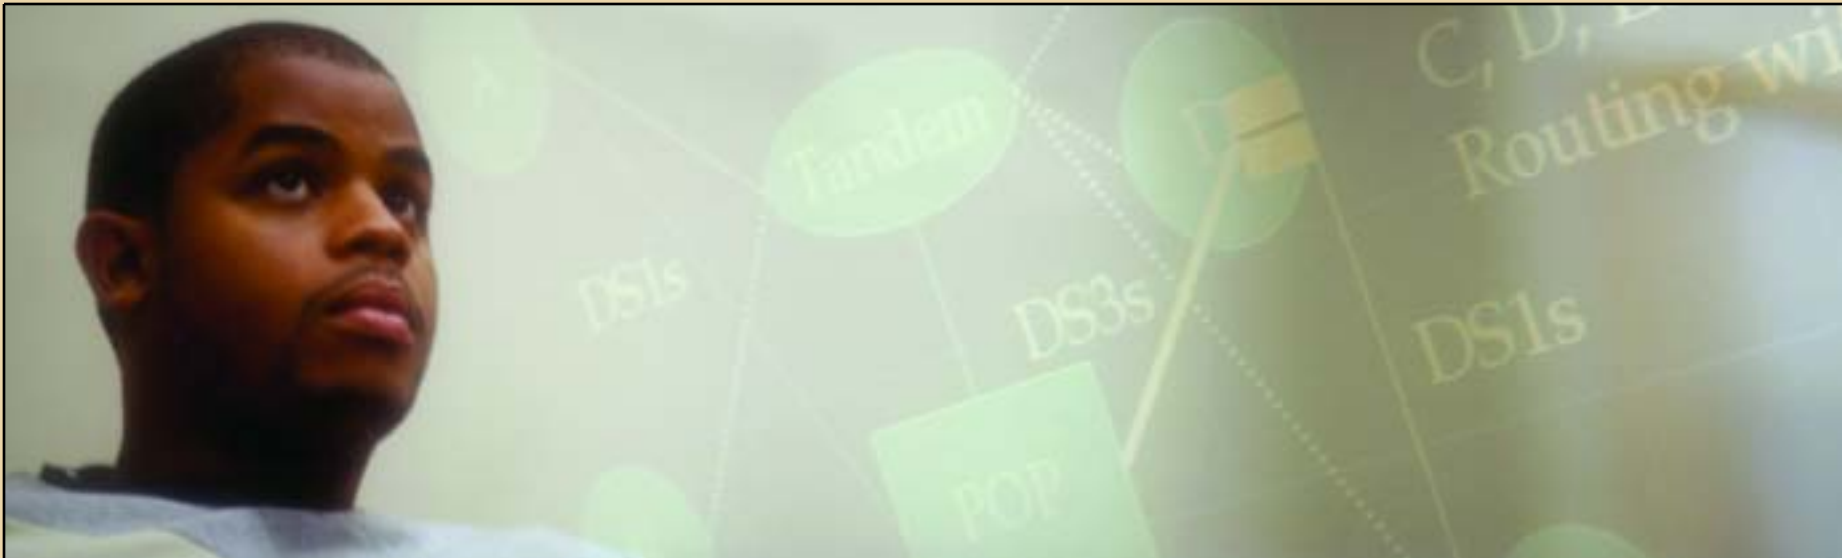 C, D,
Routing wi
A
Tandem
D
DS1s
DS3s
DS1s
POP